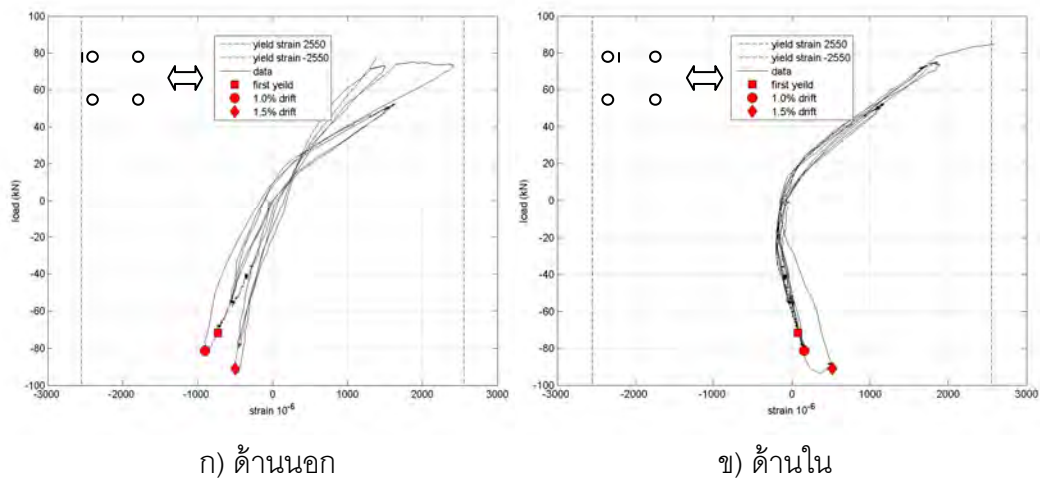 100
80
60
40
20
0
-20
-40
-60
-80
-100
load (kN)
-3000 -2000 -1000 0 1000 2000 3000
strain 10-6
yield strain 2550
yield strain -2550
data
first yeild
1.0% drift
1.5% drift
ก) ด้านนอก
100
80
60
40
20
0
-20
-40
-60
-80
-100
load (kN)
-3000 -2000 -1000 0 1000 2000 3000
strain 10-6
yield strain 2550
yield strain -2550
data
first yeild
1.0% drift
1.5% drift
ข) ด้านใน